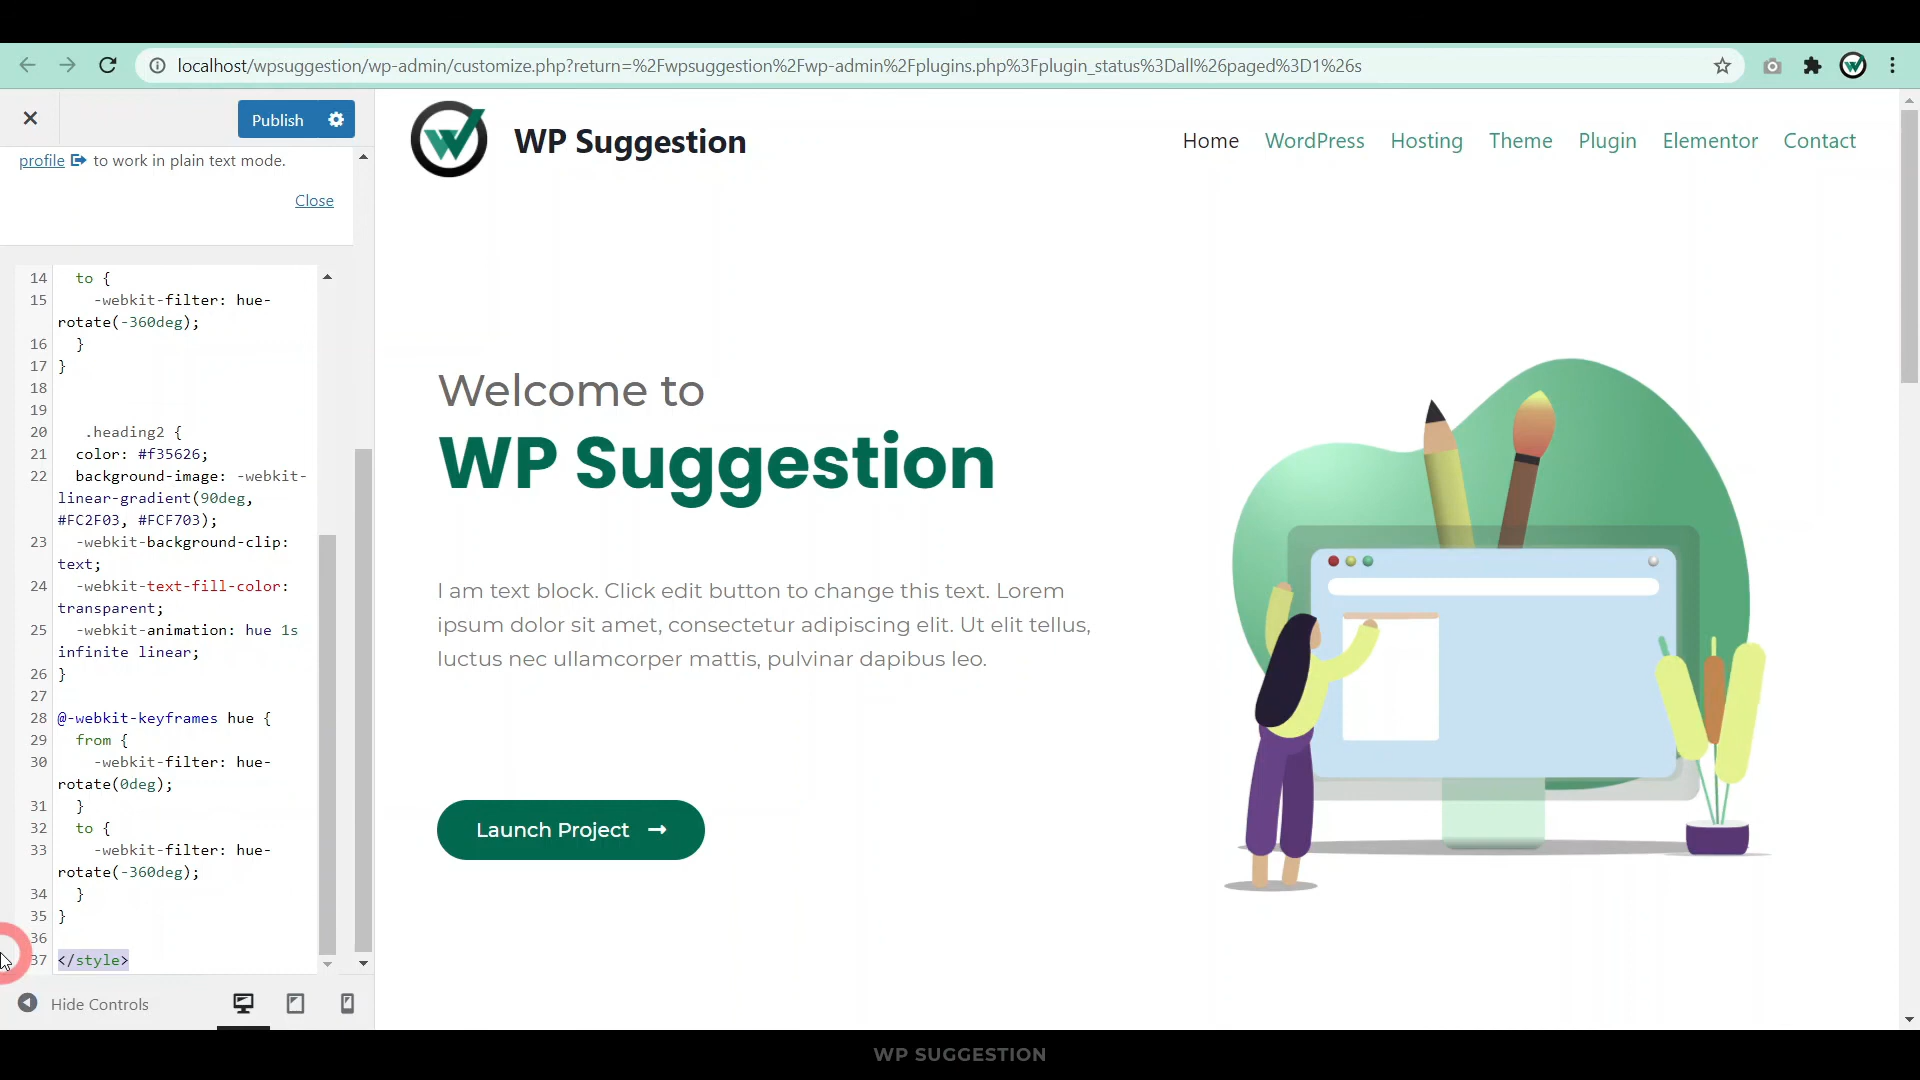 localhost/wpsuggestion/wp-admin/customize.php?return=%2Fwpsuggestion%2Fwp-admin%2Fplugins.php%3Fplugin_status%3Dall%26paged%3D1%26s
Publish
profile to work in plain text mode.
Close
14 to {
15 -webkit-filter: hue-
rotate(-360deg);
16 }
17 }
18
19
20 .heading2 {
21 color: #f35626;
22 background-image: -webkit-
linear-gradient(90deg,
#FC2F03, #FCF703);
23 -webkit-background-clip:
text;
24 -webkit-text-fill-color:
transparent;
25 -webkit-animation: hue 1s
infinite linear;
26 }
27
28 @-webkit-keyframes hue {
29 from {
30 -webkit-filter: hue-
rotate(0deg);
31 }
32 to {
33 -webkit-filter: hue-
rotate(-360deg);
34 }
35 }
36
37 </style>
Hide Controls
WP Suggestion
Home WordPress Hosting Theme Plugin Elementor Contact
Welcome to
WP Suggestion
I am text block. Click edit button to change this text. Lorem
ipsum dolor sit amet, consectetur adipiscing elit. Ut elit tellus,
luctus nec ullamcorper mattis, pulvinar dapibus leo.
Launch Project →
WP SUGGESTION